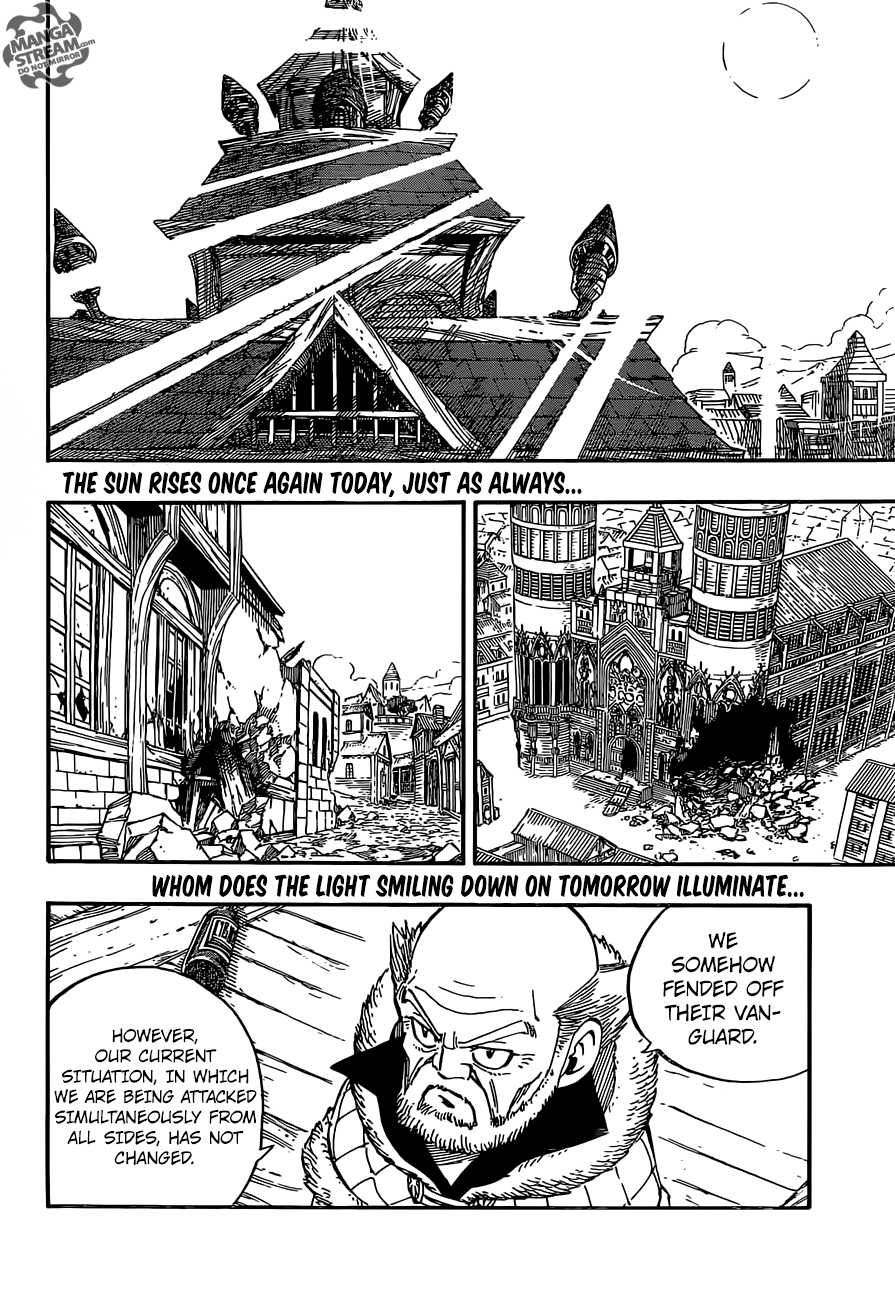 MANGA
STREAM.com
DO NOT MIRROR
THE SUN RISES ONCE AGAIN TODAY, JUST AS ALWAYS...
WHOM DOES THE LIGHT SMILING DOWN ON TOMORROW ILLUMINATE...
WE
SOMEHOW
FENDED OFF
THEIR VAN-
GUARD.
HOWEVER,
OUR CURRENT
SITUATION, IN WHICH
WE ARE BEING ATTACKED
SIMULTANEOUSLY FROM
ALL SIDES, HAS NOT
CHANGED.